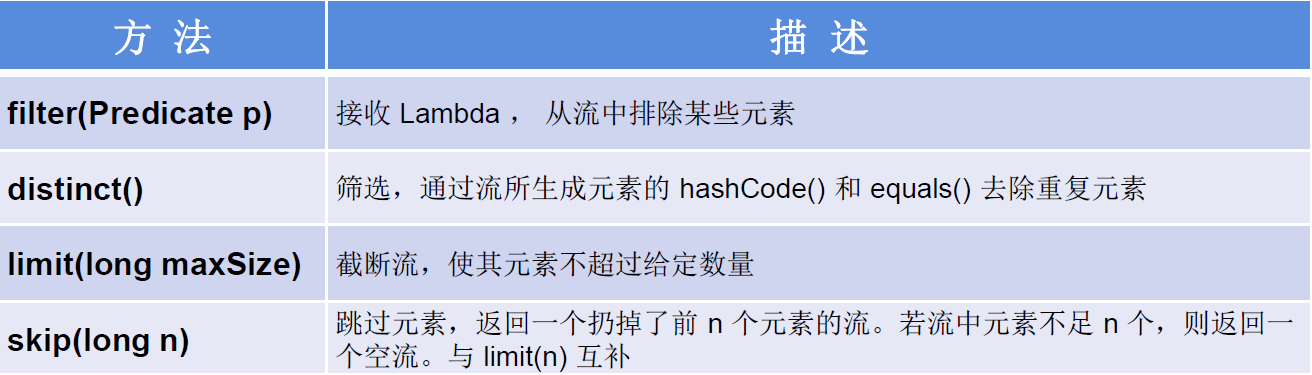 方 法
描 述
filter(Predicate p)
接收 Lambda ， 从流中排除某些元素
distinct()
筛选，通过流所生成元素的 hashCode() 和 equals() 去除重复元素
limit(long maxSize)
截断流，使其元素不超过给定数量
skip(long n)
跳过元素，返回一个扔掉了前 n 个元素的流。若流中元素不足 n 个，则返回一
个空流。与 limit(n) 互补